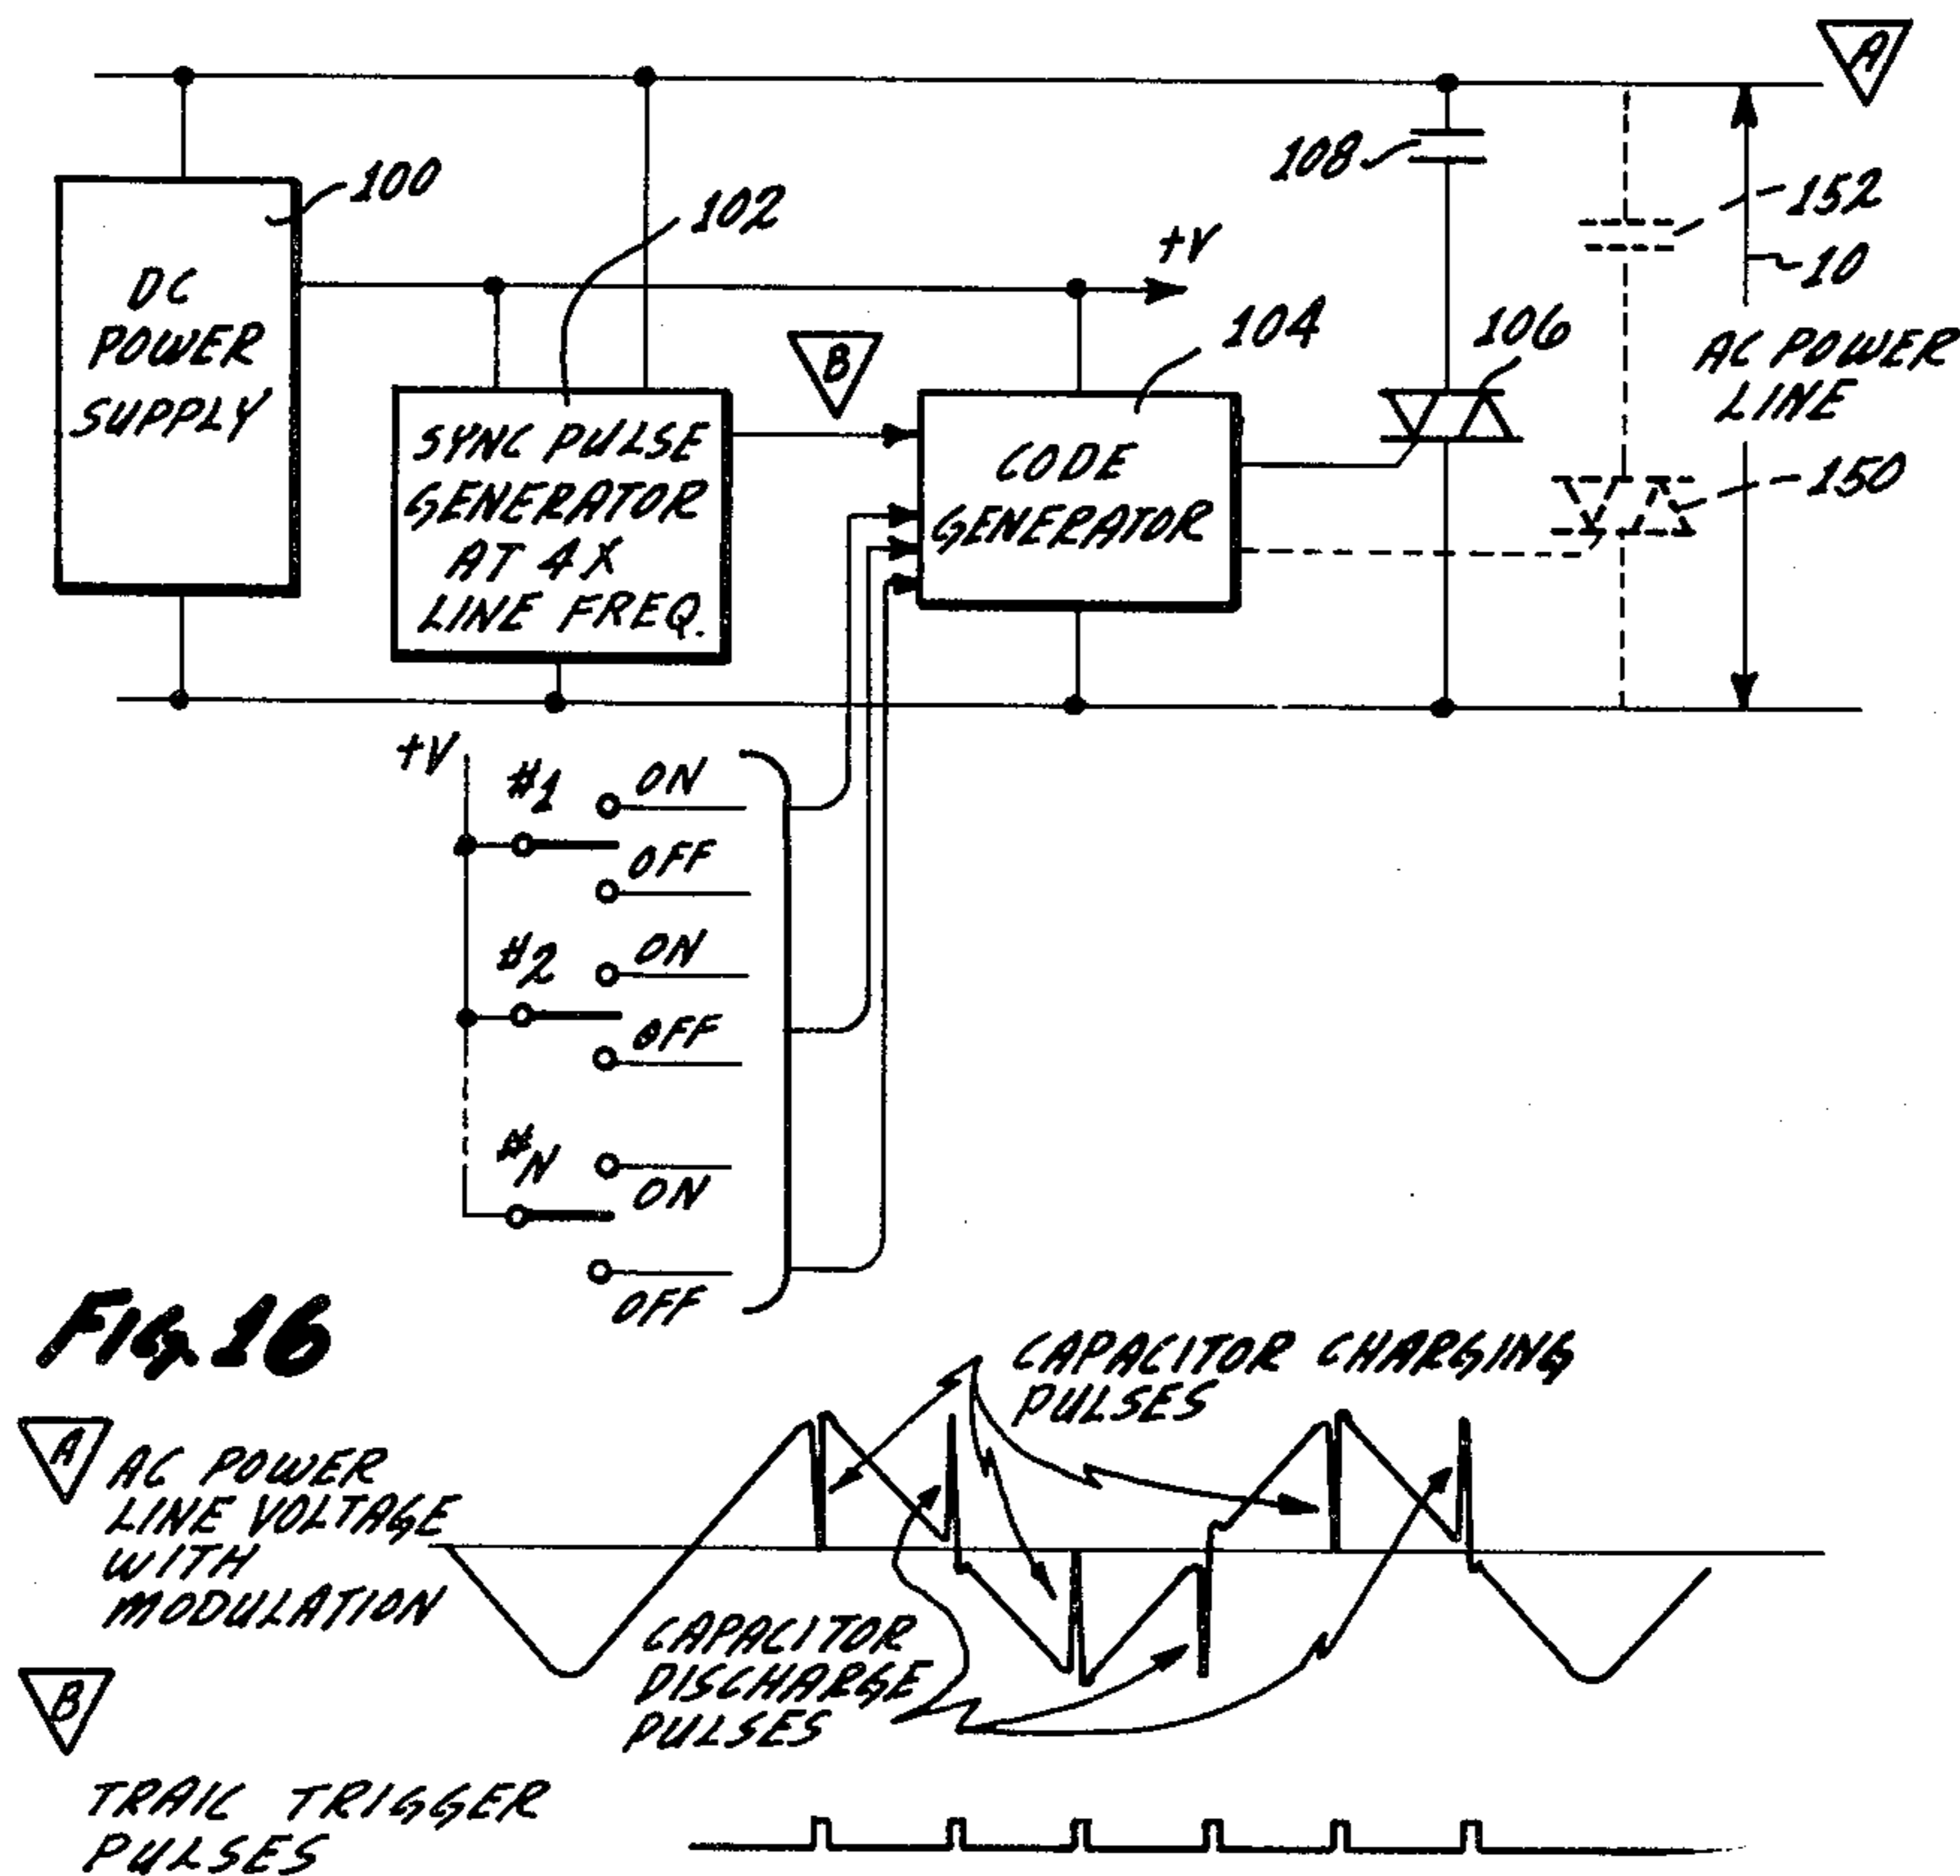 A
100
102
108
152
10
DC
POWER
SUPPLY
+V
B
104
106
AC POWER
LINE
150
SYNC PULSE
GENERATOR
AT 4X
LINE FREQ.
CODE
GENERATOR
+V
#1
ON
OFF
#2
ON
OFF
#N
ON
OFF
FIG. 16
CAPACITOR CHARGING
PULSES
A
AC POWER
LINE VOLTAGE
WITH
MODULATION
CAPACITOR
DISCHARGE
PULSES
B
TRAIC TRIGGER
PULSES